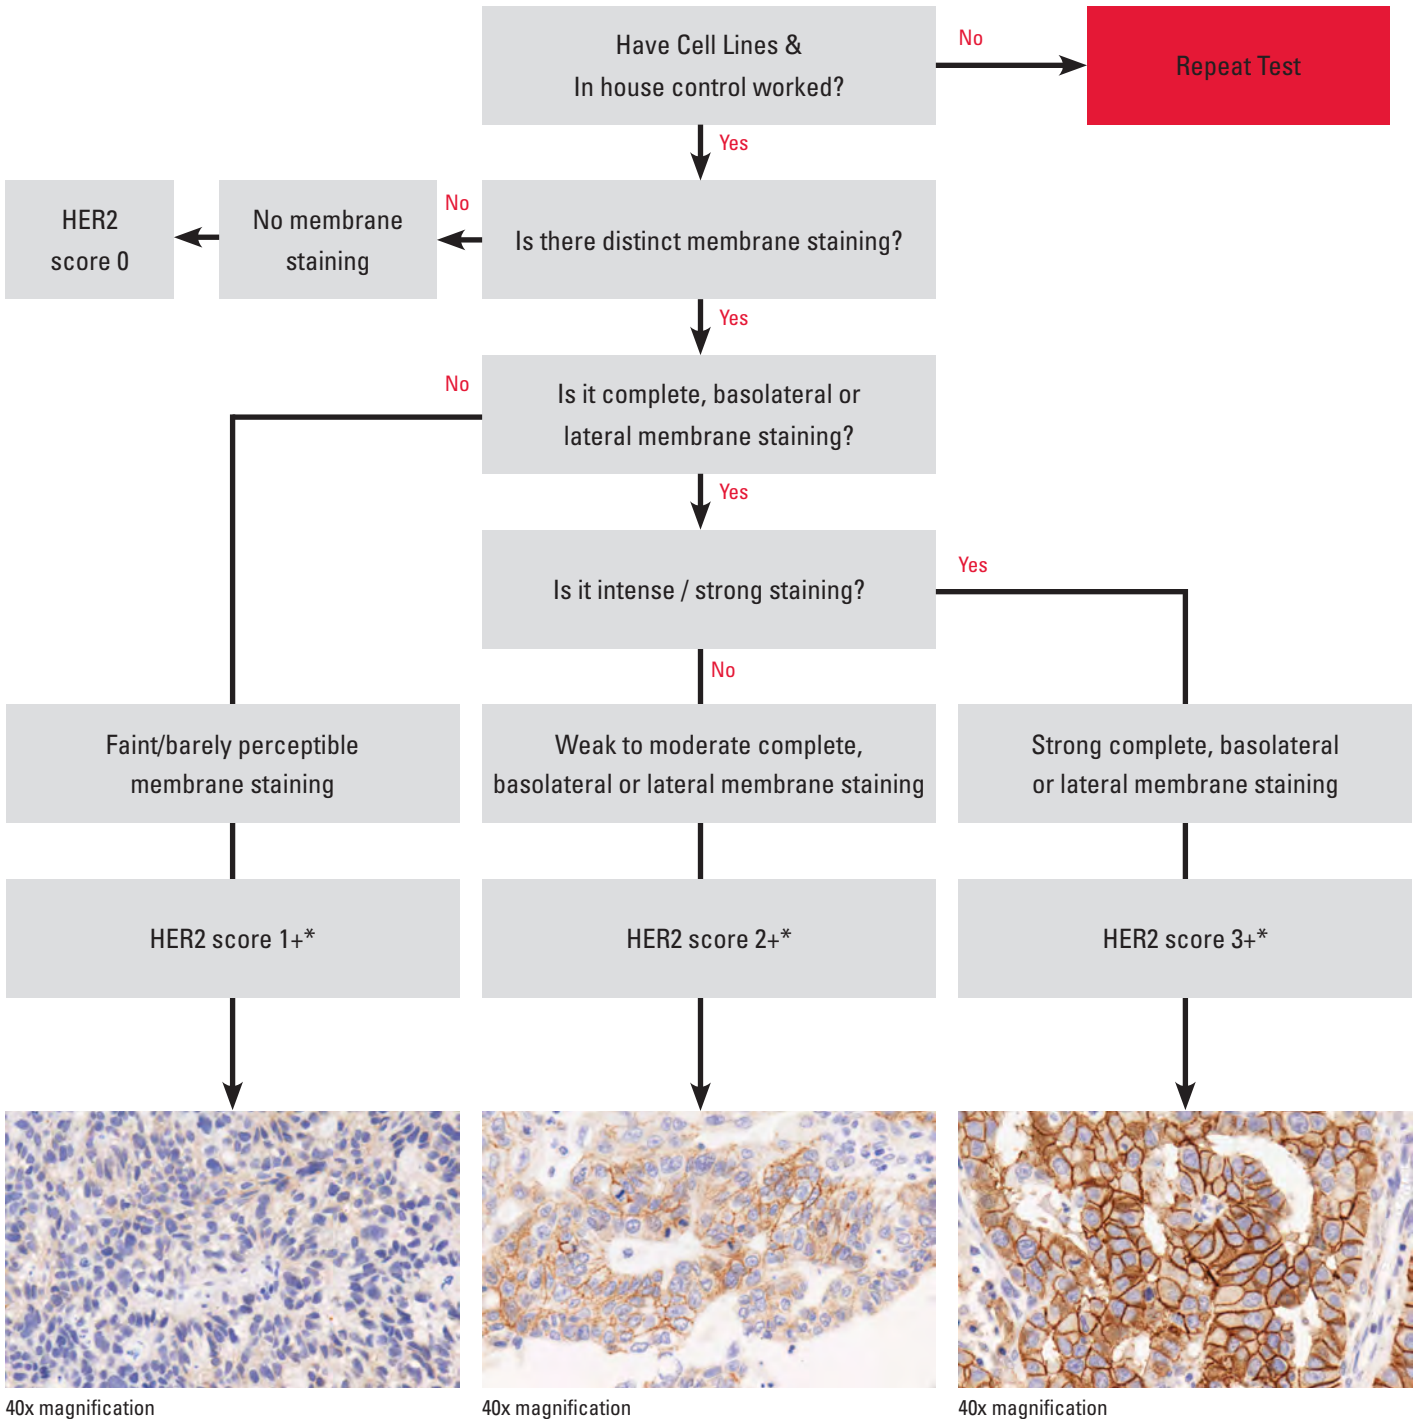 Have Cell Lines &
In house control worked?
No
Repeat Test
Yes
HER2
score 0
No membrane
staining
No
Is there distinct membrane staining?
Yes
No
Is it complete, basolateral or
lateral membrane staining?
Yes
Is it intense / strong staining?
Yes
No
Faint/barely perceptible
membrane staining
Weak to moderate complete,
basolateral or lateral membrane staining
Strong complete, basolateral
or lateral membrane staining
HER2 score 1+*
HER2 score 2+*
HER2 score 3+*
40x magnification
40x magnification
40x magnification